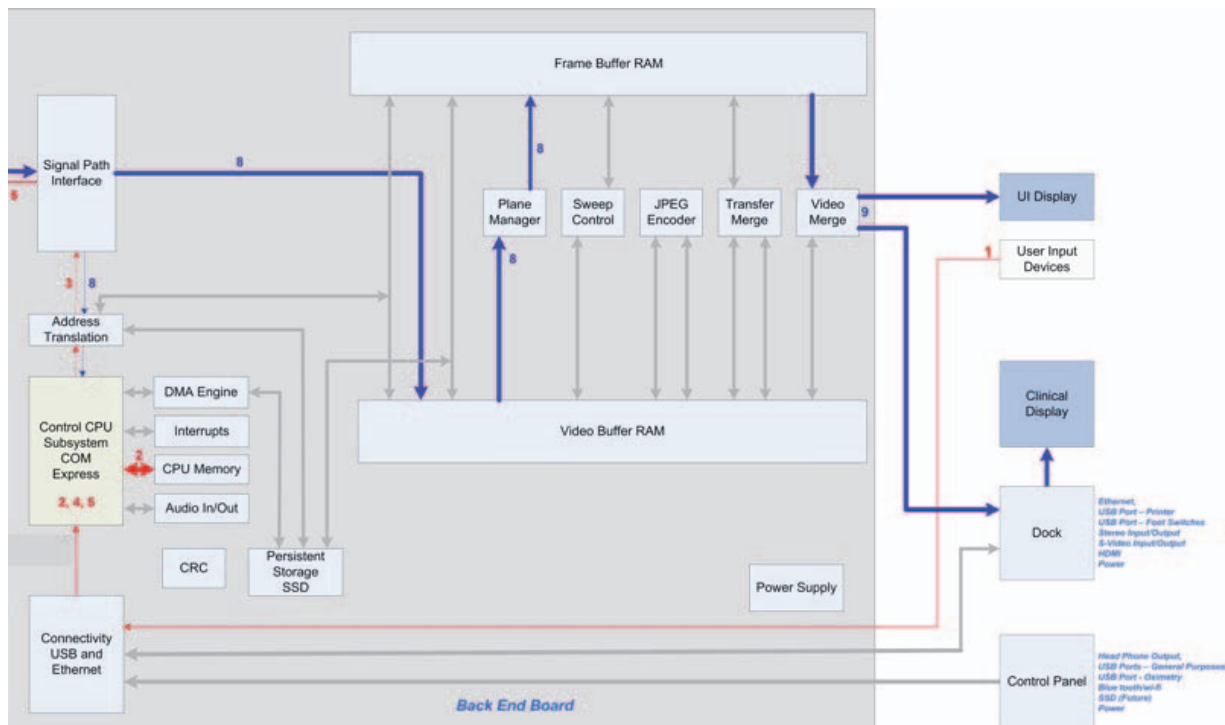 Frame Buffer RAM
Signal Path
Interface
8
6
8
Plane
Manager
Sweep
Control
JPEG
Encoder
Transfer
Merge
Video
Merge
9
UI Display
User Input
Devices
1
8
3
8
Address
Translation
Control CPU
Subsystem
COM
Express
2, 4, 5
DMA Engine
Interrupts
2
CPU Memory
Audio In/Out
Video Buffer RAM
Clinical
Display
CRC
Persistent
Storage
SSD
Power Supply
Dock
Ethernet,
USB Port – Printer
USB Port – Foot Switches
Stereo Input/Output
S-Video Input/Output
HDMI
Power
Connectivity
USB and
Ethernet
Control Panel
Head Phone Output,
USB Ports – General Purposes
USB Port - Oximetry
Blue tooth/wi-fi
SSD (Future)
Power
Back End Board